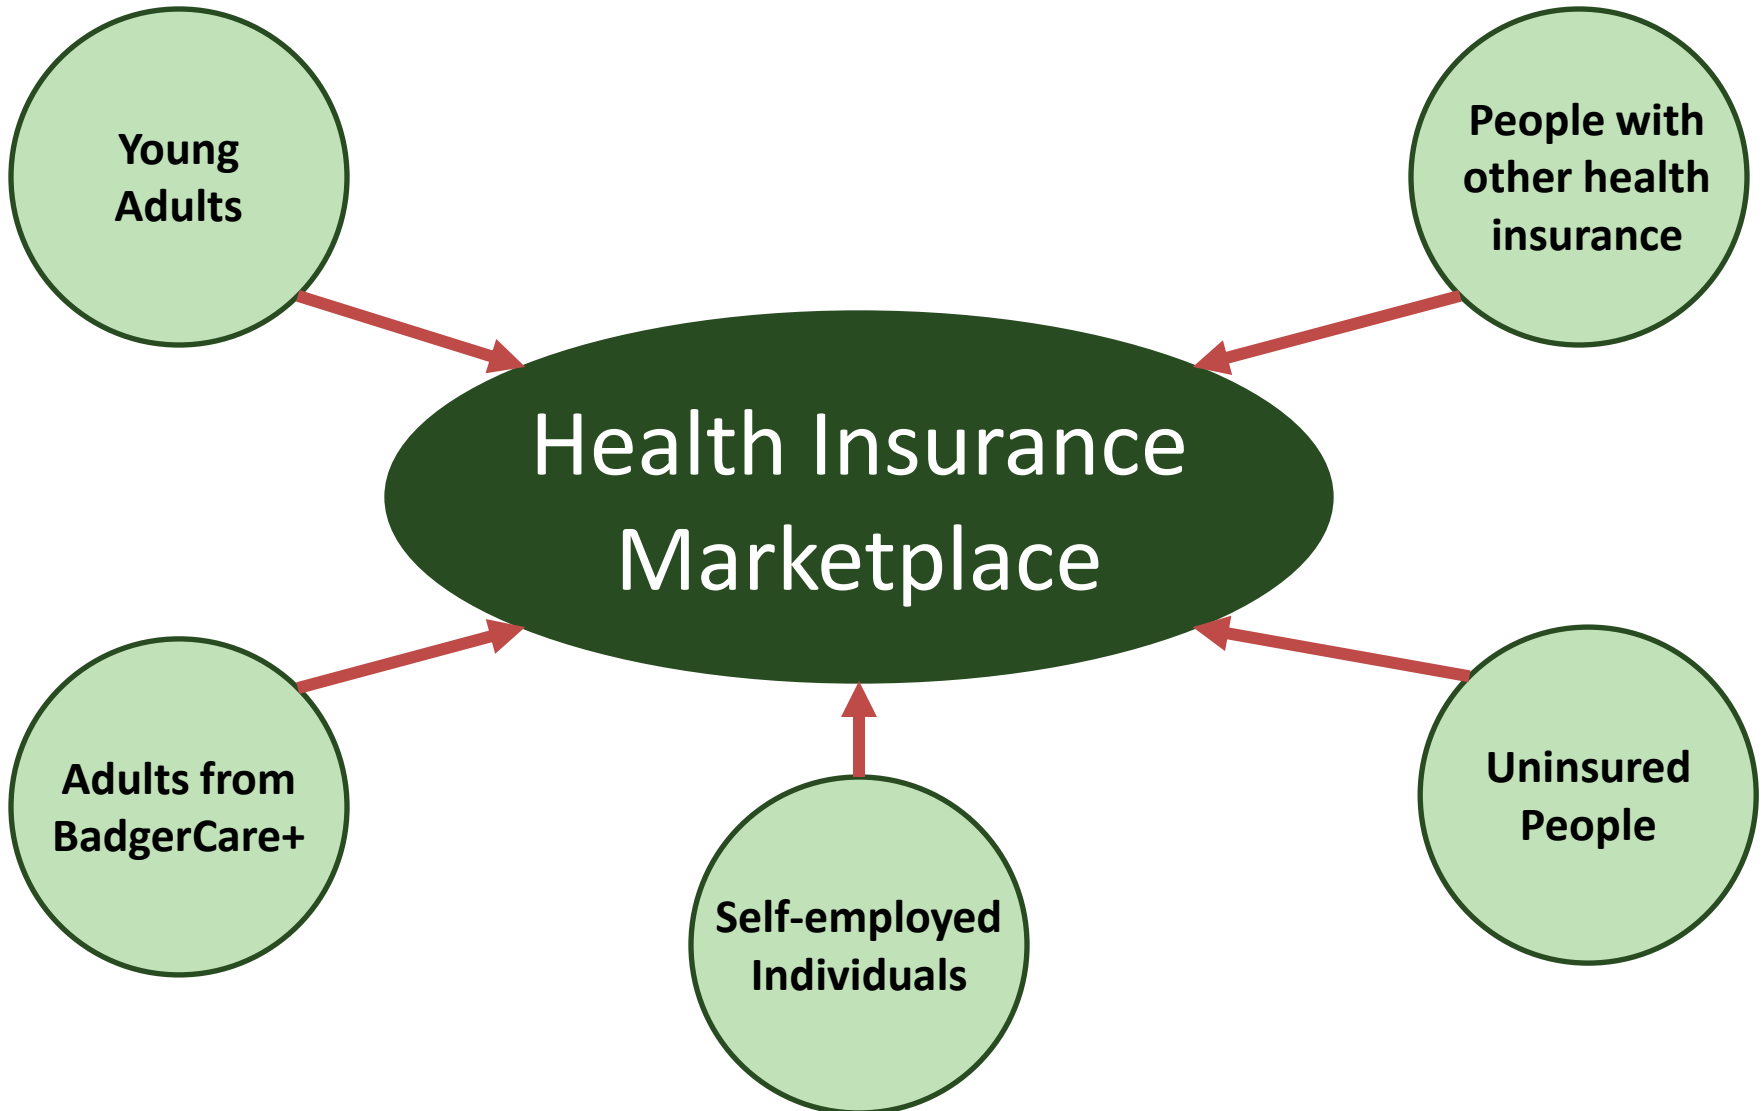 Young
Adults
People with
other health
insurance
Health Insurance
Marketplace
Adults from
BadgerCare+
Self-employed
Individuals
Uninsured
People